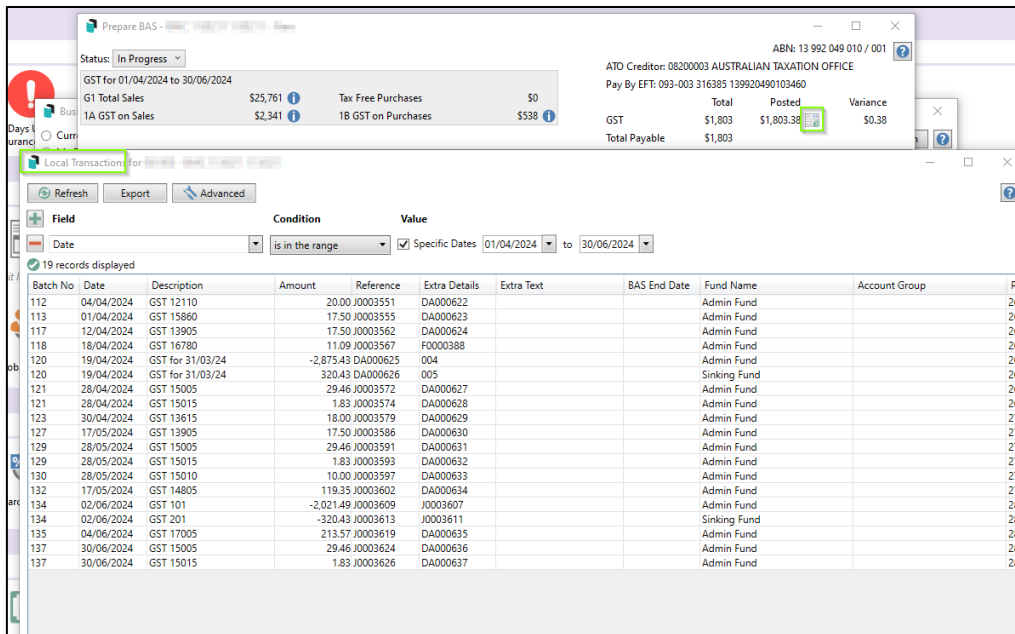 Prepare BAS -
Status: In Progress
ABN: 13 992 049 010 / 001
ATO Creditor: 08200003 AUSTRALIAN TAXATION OFFICE
Pay By EFT: 093-003 316385 139920490103460
GST for 01/04/2024 to 30/06/2024
G1 Total Sales $25,761 Tax Free Purchases $0
1A GST on Sales $2,341 1B GST on Purchases $538
Total Posted Variance
GST $1,803 $1,803.38 $0.38
Total Payable $1,803
Days
Local Transactions for
Refresh Export Advanced
Field Condition Value
Date is in the range Specific Dates 01/04/2024 to 30/06/2024
19 records displayed
Batch No Date Description Amount Reference Extra Details Extra Text BAS End Date Fund Name Account Group
112 04/04/2024 GST 12110 20.00 J0003551 DA000622 Admin Fund
113 01/04/2024 GST 15860 17.50 J0003555 DA000623 Admin Fund
117 12/04/2024 GST 13905 17.50 J0003562 DA000624 Admin Fund
118 18/04/2024 GST 16780 11.09 J0003567 F0000388 Admin Fund
120 19/04/2024 GST for 31/03/24 -2,875.43 DA000625 004 Admin Fund
120 19/04/2024 GST for 31/03/24 320.43 DA000626 005 Sinking Fund
121 28/04/2024 GST 15005 29.46 J0003572 DA000627 Admin Fund
121 28/04/2024 GST 15015 1.83 J0003574 DA000628 Admin Fund
123 30/04/2024 GST 13615 18.00 J0003579 DA000629 Admin Fund
127 17/05/2024 GST 13905 17.50 J0003586 DA000630 Admin Fund
129 28/05/2024 GST 15005 29.46 J0003591 DA000631 Admin Fund
129 28/05/2024 GST 15015 1.83 J0003593 DA000632 Admin Fund
130 28/05/2024 GST 15010 10.00 J0003597 DA000633 Admin Fund
132 17/05/2024 GST 14805 119.35 J0003602 DA000634 Admin Fund
134 02/06/2024 GST 101 -2,021.49 J0003609 J0003607 Admin Fund
134 02/06/2024 GST 201 -320.43 J0003613 J0003611 Sinking Fund
135 04/06/2024 GST 17005 213.57 J0003619 DA000635 Admin Fund
137 30/06/2024 GST 15005 29.46 J0003624 DA000636 Admin Fund
137 30/06/2024 GST 15015 1.83 J0003626 DA000637 Admin Fund